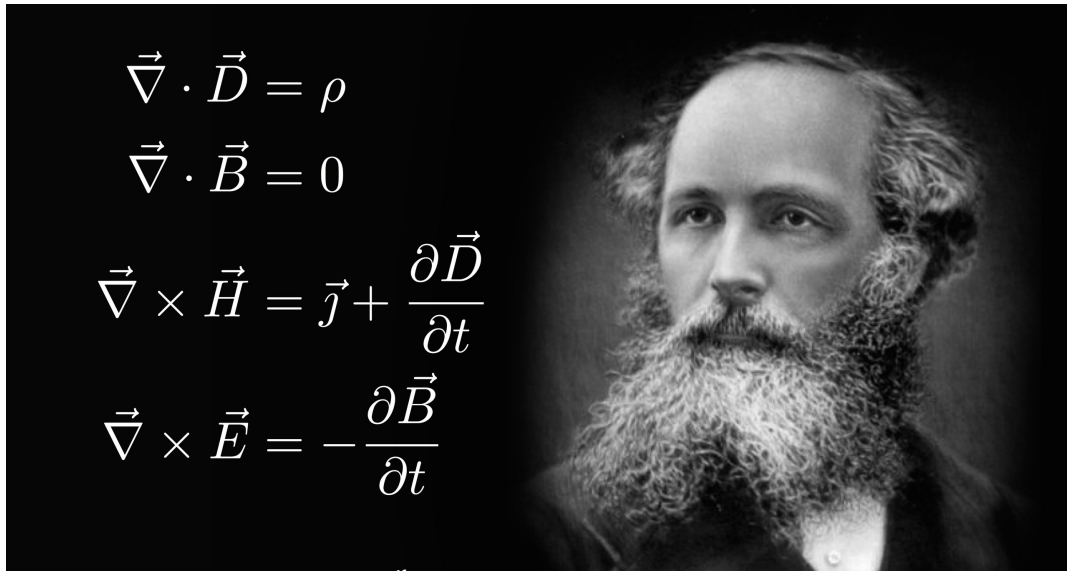 ∇⃗ · D⃗ = ρ
∇⃗ · B⃗ = 0
∇⃗ × H⃗ = ȷ⃗ + ∂D⃗/∂t
∇⃗ × E⃗ = −∂B⃗/∂t